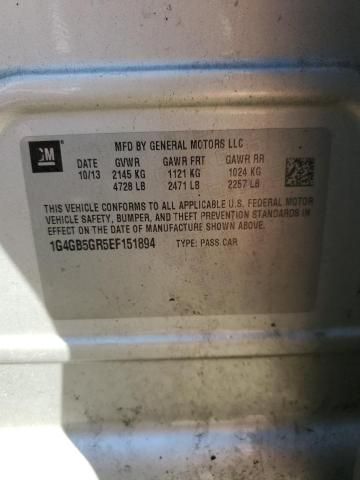 GM
MFD BY GENERAL MOTORS LLC
DATE GVWR GAWR FRT GAWR RR
10/13 2145 KG 1121 KG 1024 KG
4728 LB 2471 LB 2257 LB
THIS VEHICLE CONFORMS TO ALL APPLICABLE U.S. FEDERAL MOTOR
VEHICLE SAFETY, BUMPER, AND THEFT PREVENTION STANDARDS IN
EFFECT ON THE DATE OF MANUFACTURE SHOWN ABOVE.
1G4GB5GR5EF151894 TYPE: PASS CAR